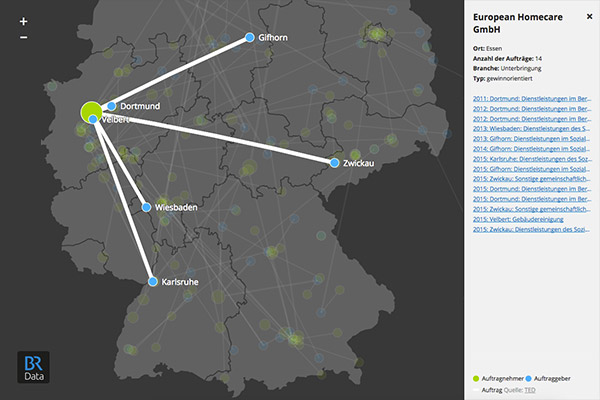 +
−
Gifhorn
Dortmund
Velbert
Zwickau
Wiesbaden
Karlsruhe
BR
Data
European Homecare
GmbH
×
Ort: Essen
Anzahl der Aufträge: 14
Branche: Unterbringung
Typ: gewinnorientiert
2011: Dortmund: Dienstleistungen im Ber...
2012: Dortmund: Dienstleistungen im Ber...
2012: Dortmund: Dienstleistungen im Ber...
2013: Wiesbaden: Dienstleistungen des S...
2013: Gifhorn: Dienstleistungen im Sozial...
2014: Gifhorn: Dienstleistungen im Sozial...
2015: Karlsruhe: Dienstleistungen des Soz...
2015: Gifhorn: Dienstleistungen im Sozial...
2015: Zwickau: Sonstige gemeinschaftlich...
2015: Dortmund: Dienstleistungen im Ber...
2015: Dortmund: Dienstleistungen im Ber...
2015: Zwickau: Sonstige gemeinschaftlich...
2015: Velbert: Gebäudereinigung
2015: Zwickau: Dienstleistungen des Sozi...
Auftragnehmer Auftraggeber
Auftrag Quelle: TED